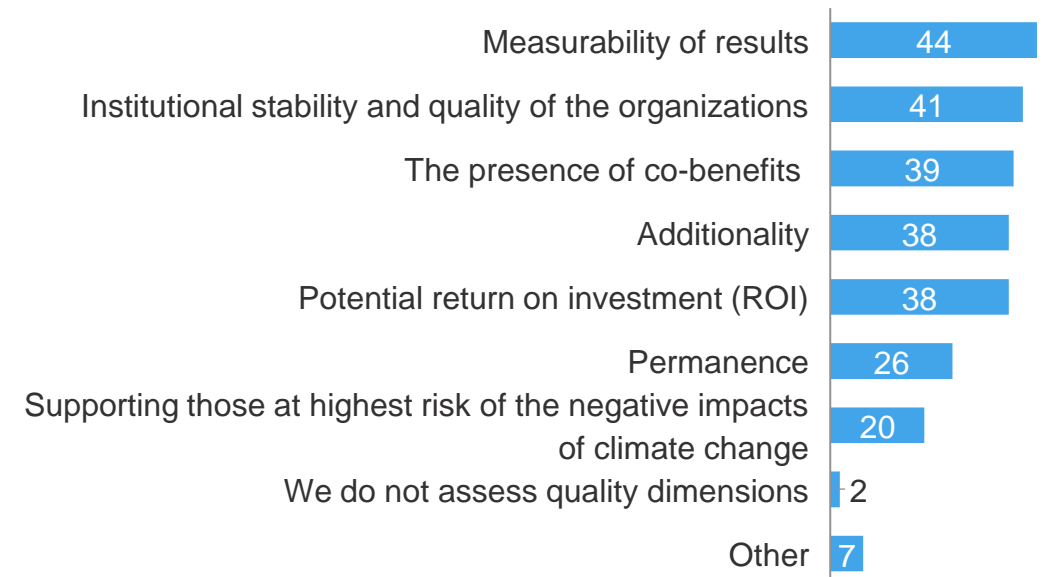 Measurability of results 44
Institutional stability and quality of the organizations 41
The presence of co-benefits 39
Additionality 38
Potential return on investment (ROI) 38
Permanence 26
Supporting those at highest risk of the negative impacts
of climate change 20
We do not assess quality dimensions 2
Other 7